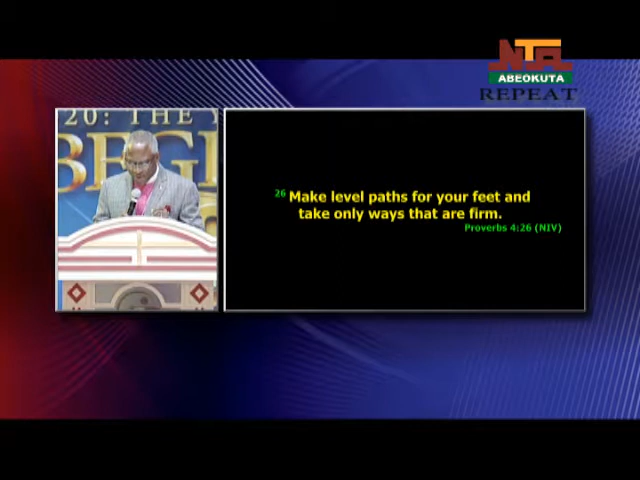 NTA
ABEOKUTA
REPEAT
20: THE
BEGI
26 Make level paths for your feet and
take only ways that are firm.
Proverbs 4:26 (NIV)